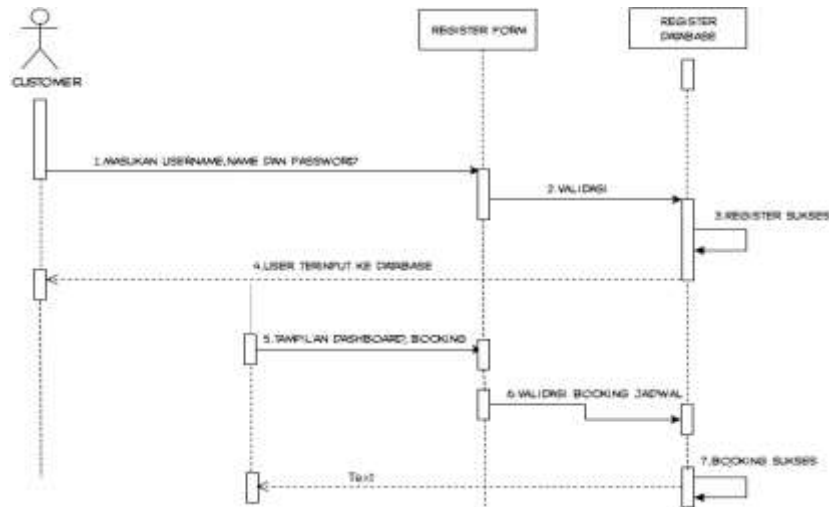 REGISTER FORM
REGISTER
DATABASE
CUSTOMER
1.MASUKAN USERNAME,NAME DAN PASSWORD
2.VALIDASI
3.REGISTER SUKSES
4.USER TERINPUT KE DATABASE
5.TAMPILAN DASHBOARD, BOOKING
6.VALIDASI BOOKING JADWAL
7.BOOKING SUKSES
Text